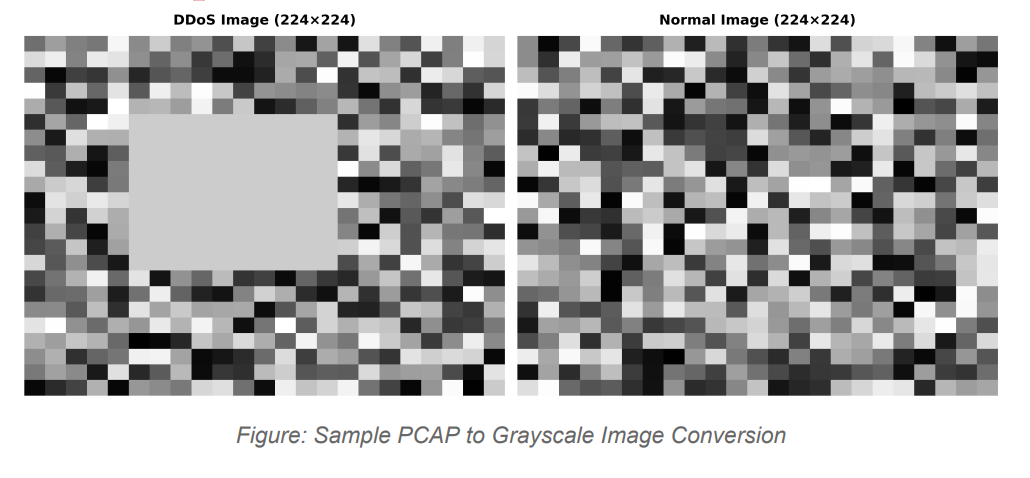 DDoS Image (224×224)
Normal Image (224×224)
Figure: Sample PCAP to Grayscale Image Conversion